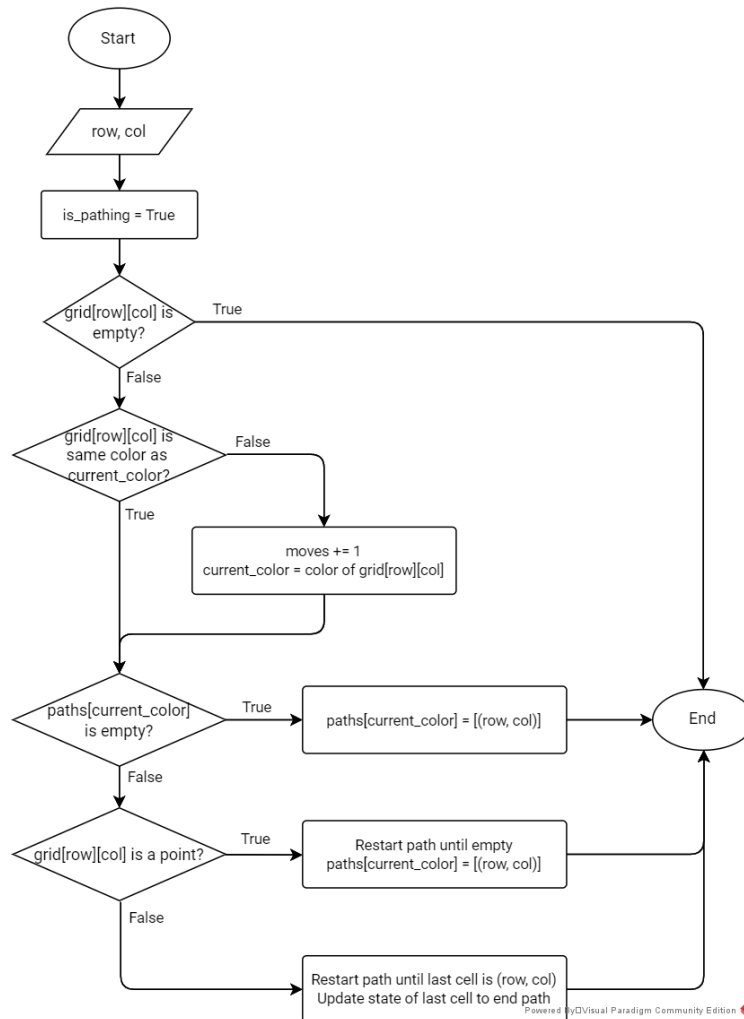 Start
row, col
is_pathing = True
grid[row][col] is
empty?
True
False
grid[row][col] is
same color as
current_color?
False
True
moves += 1
current_color = color of grid[row][col]
paths[current_color]
is empty?
True
paths[current_color] = [(row, col)]
End
False
grid[row][col] is a point?
True
Restart path until empty
paths[current_color] = [(row, col)]
False
Restart path until last cell is (row, col)
Update state of last cell to end path
Powered By□Visual Paradigm Community Edition